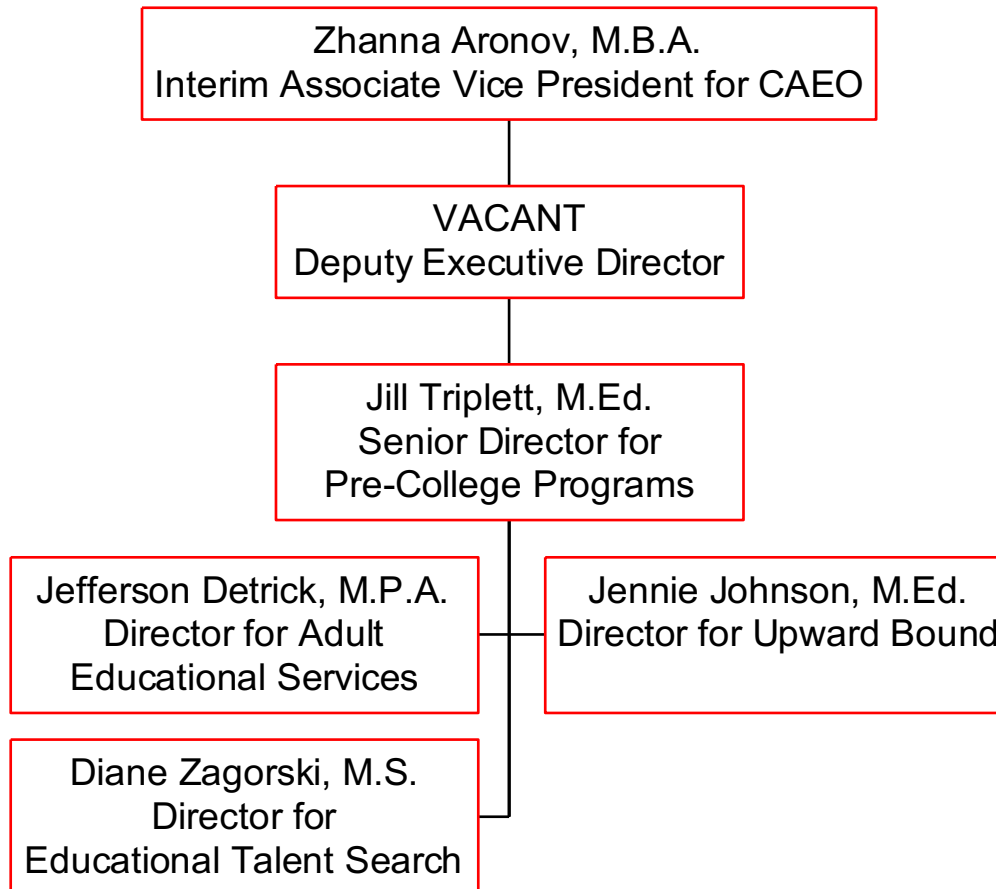 Zhanna Aronov, M.B.A.
Interim Associate Vice President for CAEO
VACANT
Deputy Executive Director
Jill Triplett, M.Ed.
Senior Director for
Pre-College Programs
Jefferson Detrick, M.P.A.
Director for Adult
Educational Services
Jennie Johnson, M.Ed.
Director for Upward Bound
Diane Zagorski, M.S.
Director for
Educational Talent Search